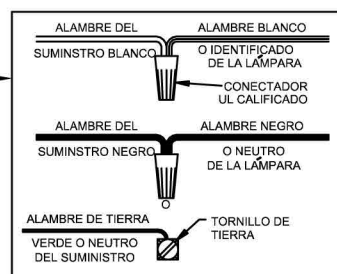 ALAMBRE DEL ALAMBRE BLANCO
SUMINSTRO BLANCO O IDENTIFICADO
DE LA LÁMPARA
CONECTADOR
UL CALIFICADO
ALAMBRE DEL ALAMBRE NEGRO
SUMINSTRO NEGRO O NEUTRO
DE LA LÁMPARA
O
ALAMBRE DE TIERRA TORNILLO DE
TIERRA
VERDE O NEUTRO
DEL SUMINISTRO